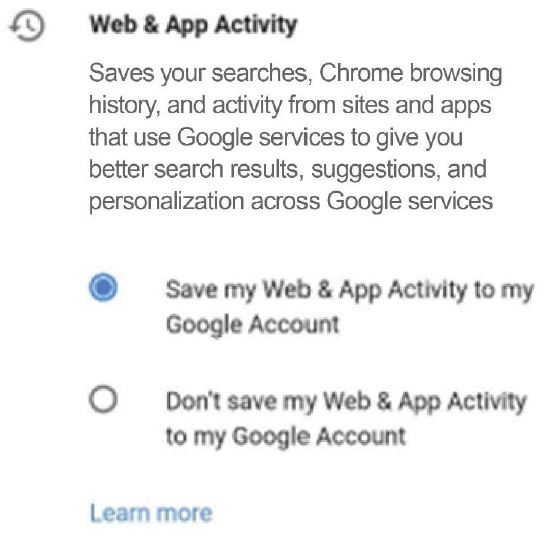 Web & App Activity
Saves your searches, Chrome browsing
history, and activity from sites and apps
that use Google services to give you
better search results, suggestions, and
personalization across Google services
Save my Web & App Activity to my
Google Account
Don't save my Web & App Activity
to my Google Account
Learn more